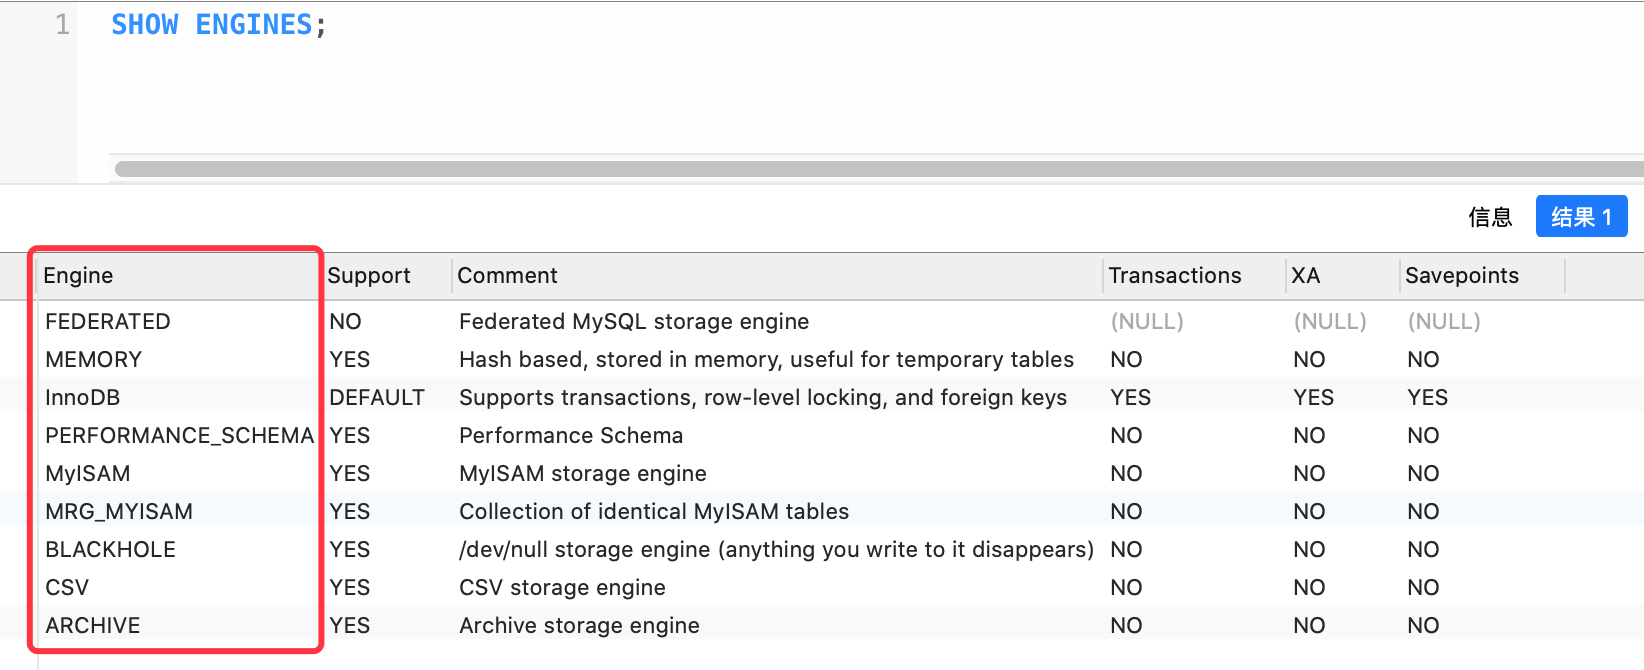 1 SHOW ENGINES;
信息 结果 1
Engine Support Comment Transactions XA Savepoints
FEDERATED NO Federated MySQL storage engine (NULL) (NULL) (NULL)
MEMORY YES Hash based, stored in memory, useful for temporary tables NO NO NO
InnoDB DEFAULT Supports transactions, row-level locking, and foreign keys YES YES YES
PERFORMANCE_SCHEMA YES Performance Schema NO NO NO
MyISAM YES MyISAM storage engine NO NO NO
MRG_MYISAM YES Collection of identical MyISAM tables NO NO NO
BLACKHOLE YES /dev/null storage engine (anything you write to it disappears) NO NO NO
CSV YES CSV storage engine NO NO NO
ARCHIVE YES Archive storage engine NO NO NO